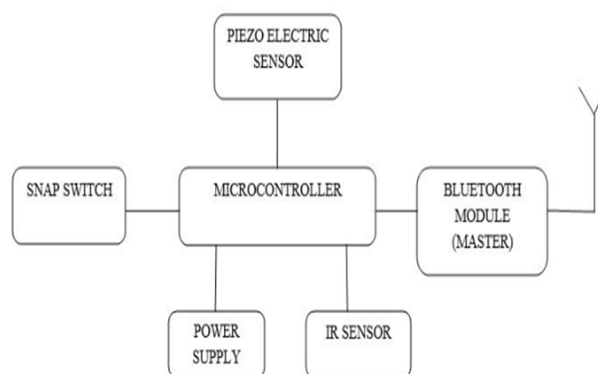 PIEZO ELECTRIC
SENSOR
SNAP SWITCH
MICROCONTROLLER
BLUETOOTH
MODULE
(MASTER)
POWER
SUPPLY
IR SENSOR